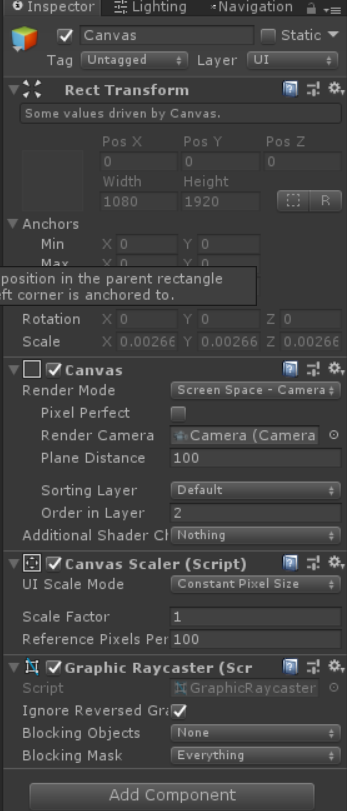 Inspector Lighting Navigation
Canvas Static
Tag Untagged Layer UI
Rect Transform
Some values driven by Canvas.
Pos X Pos Y Pos Z
0 0 0
Width Height
1080 1920 R
Anchors
Min X 0 Y 0
Max
position in the parent rectangle
eft corner is anchored to.
Rotation X 0 Y 0 Z 0
Scale X 0.00266 Y 0.00266 Z 0.00266
Canvas
Render Mode Screen Space - Camera
Pixel Perfect
Render Camera Camera (Camera
Plane Distance 100
Sorting Layer Default
Order in Layer 2
Additional Shader Ch Nothing
Canvas Scaler (Script)
UI Scale Mode Constant Pixel Size
Scale Factor 1
Reference Pixels Per 100
Graphic Raycaster (Scr
Script GraphicRaycaster
Ignore Reversed Gra
Blocking Objects None
Blocking Mask Everything
Add Component